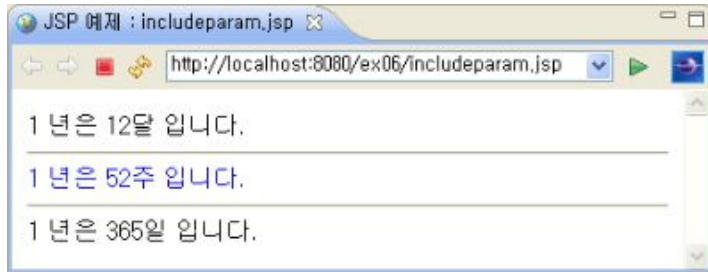 JSP 예제 : includeparam.jsp
http://localhost:8080/ex06/includeparam.jsp
1 년은 12달 입니다.
1 년은 52주 입니다.
1 년은 365일 입니다.